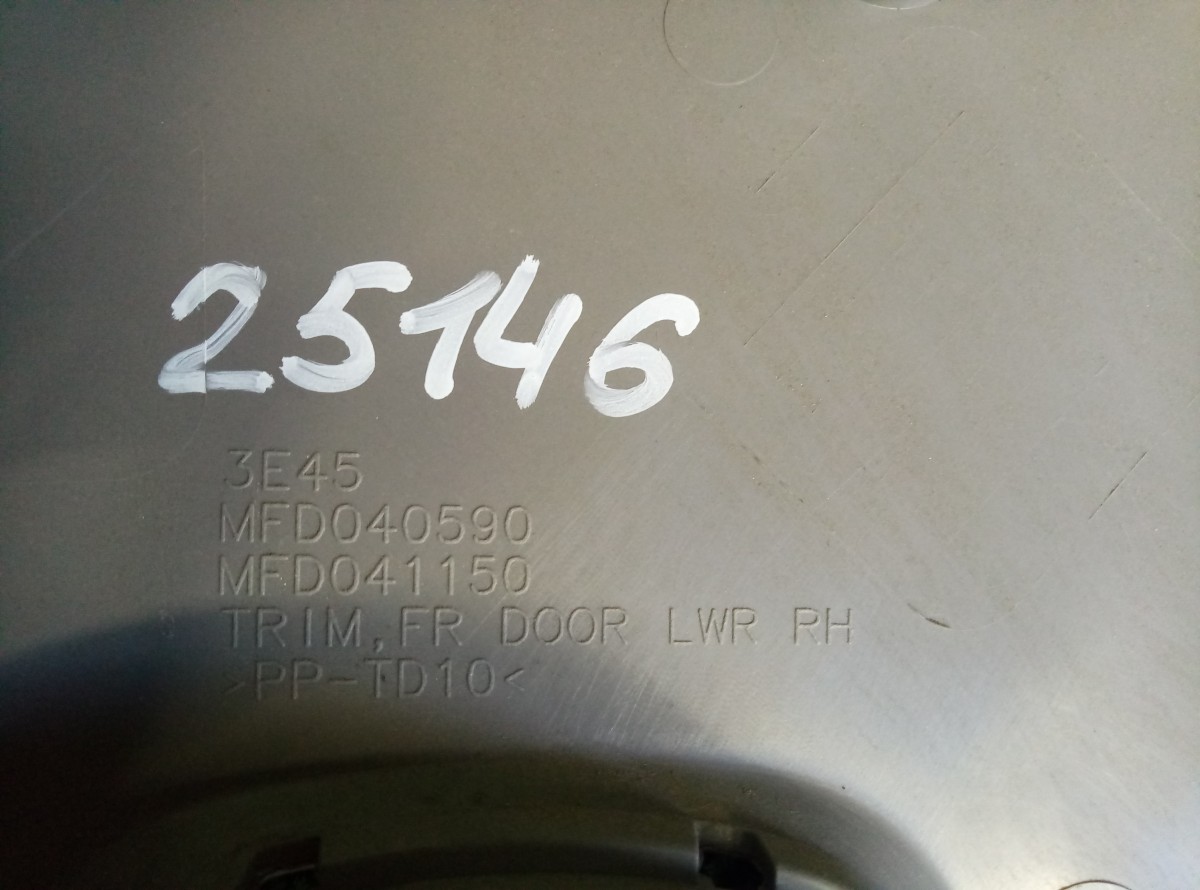 25146
3E45
MFD040590
MFD041150
TRIM, FR DOOR LWR RH
>PP-TD10<